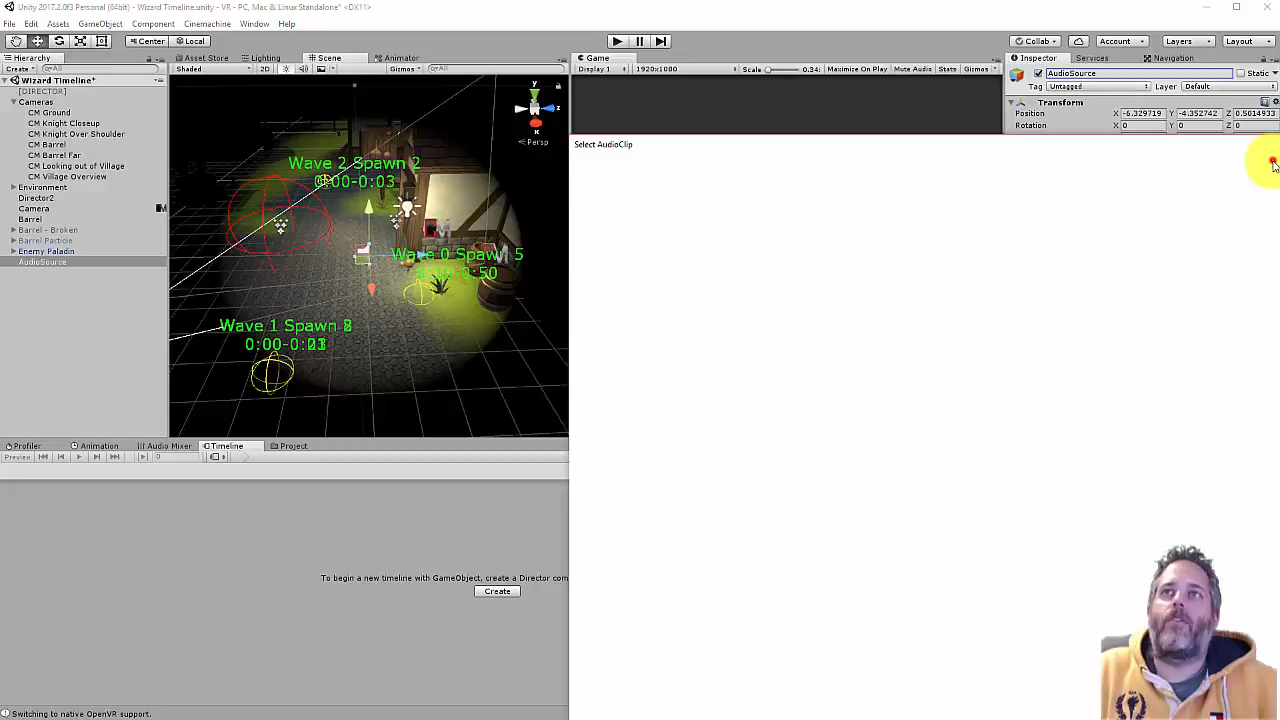 Unity 2017.2.0f3 Personal (64bit) - Wizard Timeline.unity - VR - PC, Mac & Linux Standalone* <DX11>
File Edit Assets GameObject Component Cinemachine Window Help
Center Local Collab Account Layers Layout
Hierarchy Asset Store Lighting Scene Animator Game Inspector Services Navigation
Create All Shaded 2D Gizmos All Display 1 1920x1080 Scale 0.34: Maximize On Play Mute Audio Stats Gizmos AudioSource Static
Wizard Timeline*
Tag Untagged Layer Default
[DIRECTOR]
Cameras
Transform
CM Ground
Position X -6.329719 Y -4.352742 Z 0.5014933
CM Knight Closeup
Rotation X 0 Y 0 Z 0
CM Knight Over Shoulder
CM Barrel
Select AudioClip
CM Barrel Far
CM Looking out of Village
CM Village Overview
Environment
Director2
Camera
Barrel
Barrel - Broken
Barrel Particle
Enemy Paladin
AudioSource
y
z
x
Persp
Wave 2 Spawn 2
0:00-0:03
Wave 0 Spawn 5
0:50
Wave 1 Spawn
0:00-0:
Profiler Animation Audio Mixer Timeline Project
Preview 0
To begin a new timeline with GameObject, create a Director com
Create
Switching to native OpenVR support.